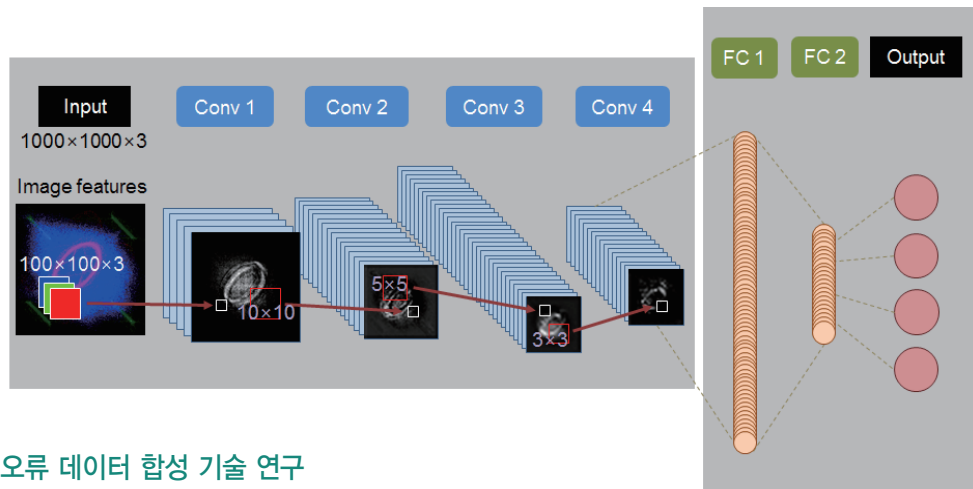 FC 1 FC 2 Output
Input Conv 1 Conv 2 Conv 3 Conv 4
1000×1000×3
Image features
100×100×3
10×10
5×5
3×3
오류 데이터 합성 기술 연구